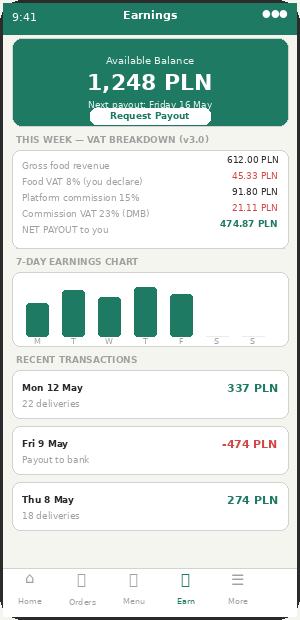 9:41
Earnings
Available Balance
1,248 PLN
Next payout: Friday 16 May
Request Payout
THIS WEEK — VAT BREAKDOWN (v3.0)
Gross food revenue 612.00 PLN
Food VAT 8% (you declare) 45.33 PLN
Platform commission 15% 91.80 PLN
Commission VAT 23% (DMB) 21.11 PLN
NET PAYOUT to you 474.87 PLN
7-DAY EARNINGS CHART
M T W T F S S
RECENT TRANSACTIONS
Mon 12 May 337 PLN
22 deliveries
Fri 9 May -474 PLN
Payout to bank
Thu 8 May 274 PLN
18 deliveries
Home Orders Menu Earn More